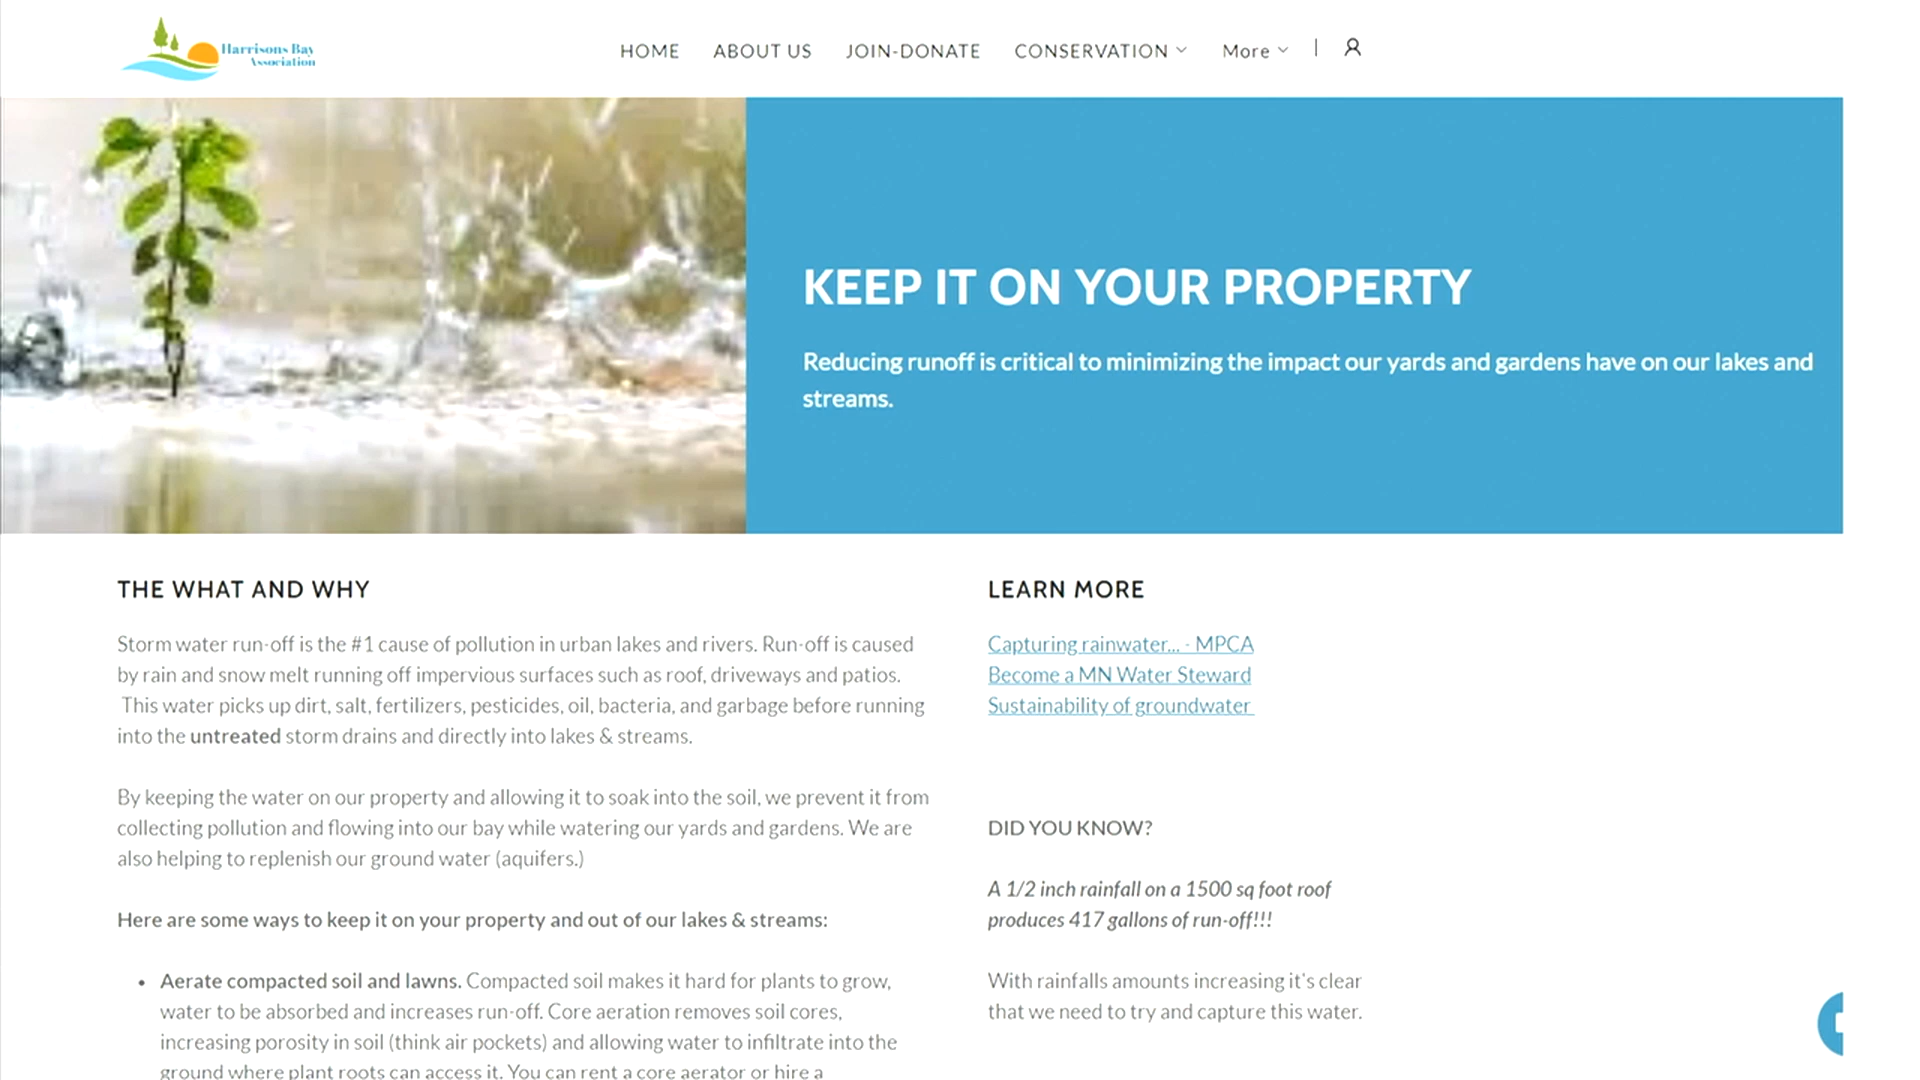 Harrisons Bay
Association
HOME ABOUT US JOIN-DONATE CONSERVATION More
KEEP IT ON YOUR PROPERTY
Reducing runoff is critical to minimizing the impact our yards and gardens have on our lakes and
streams.
THE WHAT AND WHY
Storm water run-off is the #1 cause of pollution in urban lakes and rivers. Run-off is caused
by rain and snow melt running off impervious surfaces such as roof, driveways and patios.
This water picks up dirt, salt, fertilizers, pesticides, oil, bacteria, and garbage before running
into the untreated storm drains and directly into lakes & streams.
By keeping the water on our property and allowing it to soak into the soil, we prevent it from
collecting pollution and flowing into our bay while watering our yards and gardens. We are
also helping to replenish our ground water (aquifers.)
Here are some ways to keep it on your property and out of our lakes & streams:
• Aerate compacted soil and lawns. Compacted soil makes it hard for plants to grow,
water to be absorbed and increases run-off. Core aeration removes soil cores,
increasing porosity in soil (think air pockets) and allowing water to infiltrate into the
ground where plant roots can access it. You can rent a core aerator or hire a
LEARN MORE
Capturing rainwater... - MPCA
Become a MN Water Steward
Sustainability of groundwater
DID YOU KNOW?
A 1/2 inch rainfall on a 1500 sq foot roof
produces 417 gallons of run-off!!!
With rainfalls amounts increasing it's clear
that we need to try and capture this water.